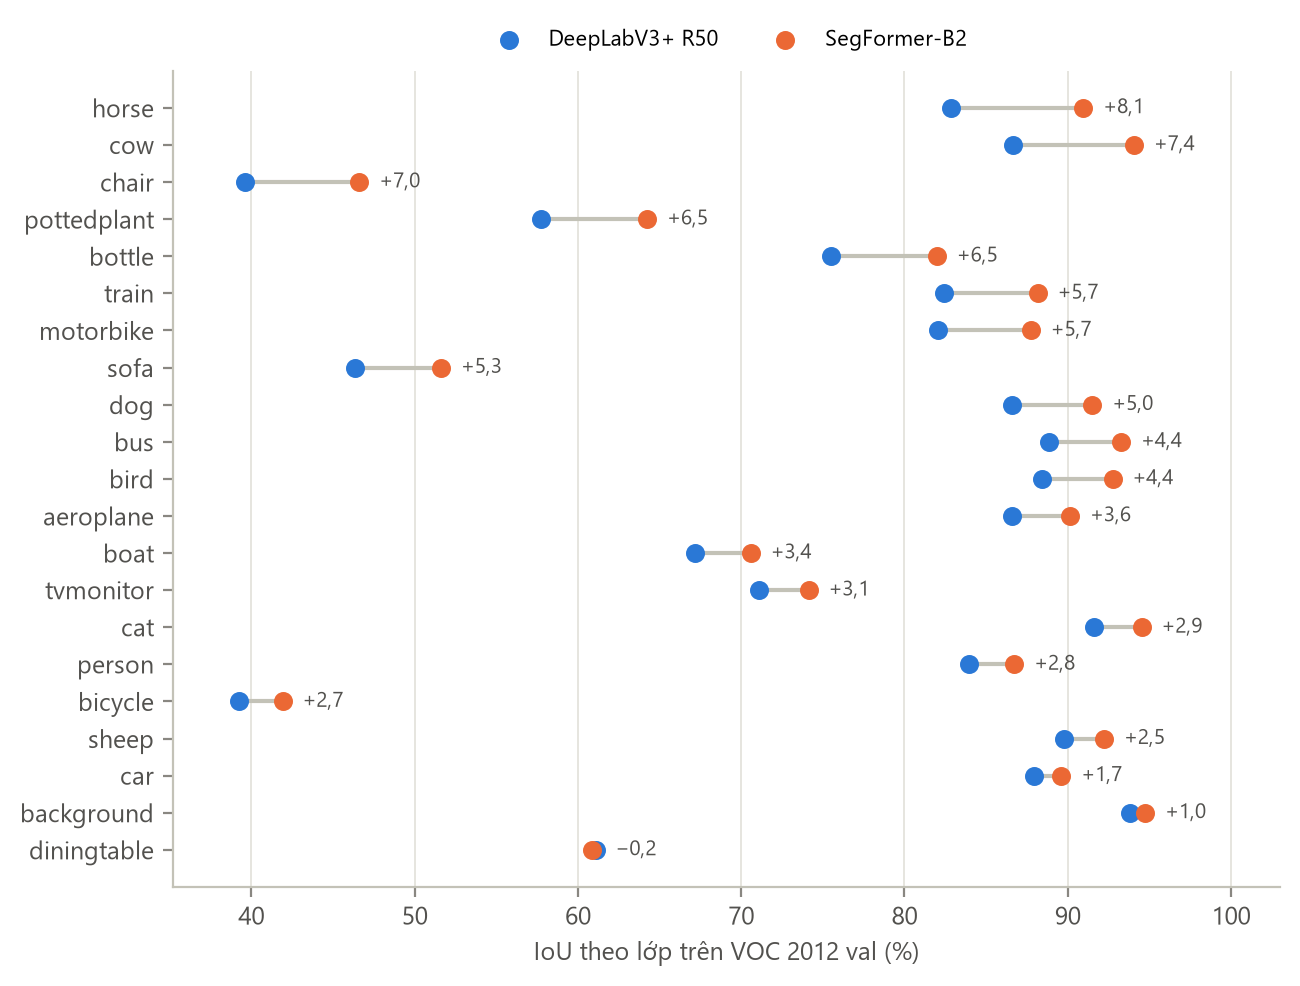 DeepLabV3+ R50 SegFormer-B2
horse +8,1
cow +7,4
chair +7,0
pottedplant +6,5
bottle +6,5
train +5,7
motorbike +5,7
sofa +5,3
dog +5,0
bus +4,4
bird +4,4
aeroplane +3,6
boat +3,4
tvmonitor +3,1
cat +2,9
person +2,8
bicycle +2,7
sheep +2,5
car +1,7
background +1,0
diningtable −0,2
40 50 60 70 80 90 100
IoU theo lớp trên VOC 2012 val (%)